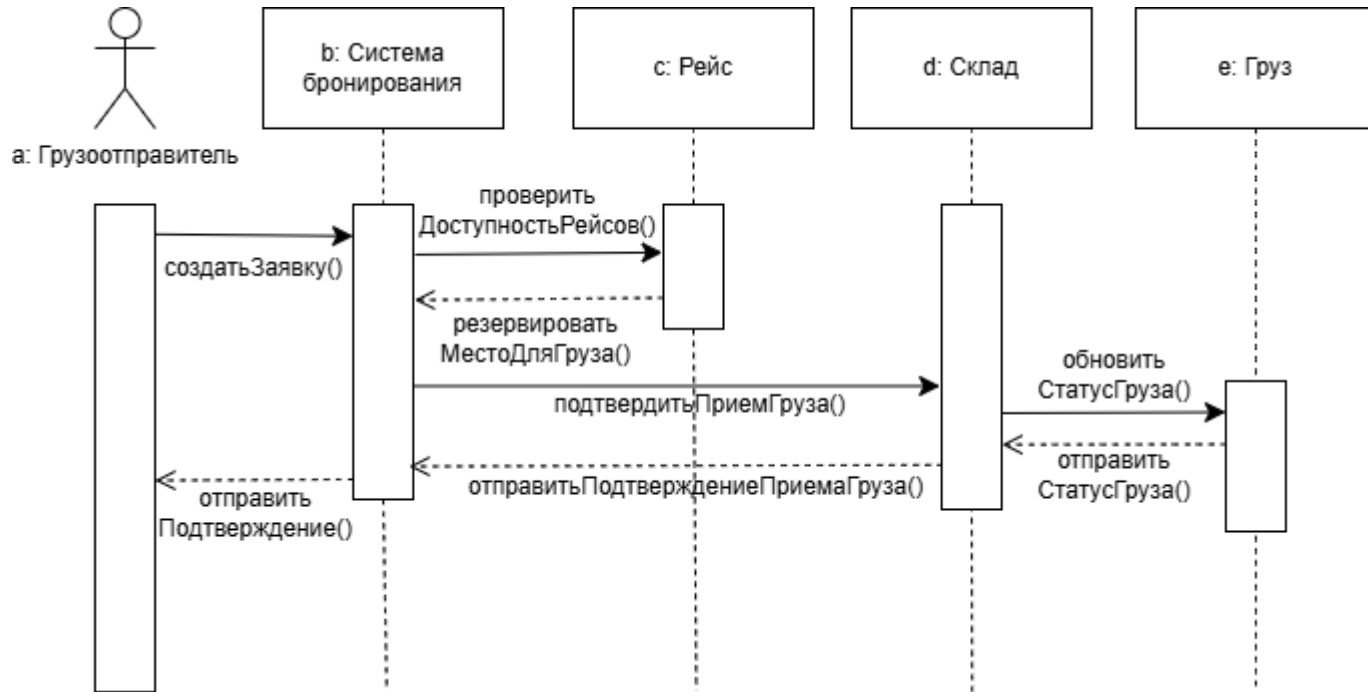 b: Система
бронирования
c: Рейс
d: Склад
e: Груз
a: Грузоотправитель
проверить
ДоступностьРейсов()
создатьЗаявку()
резервировать
МестоДляГруза()
обновить
СтатусГруза()
подтвердитьПриемГруза()
отправить
СтатусГруза()
отправитьПодтверждениеПриемаГруза()
отправить
Подтверждение()